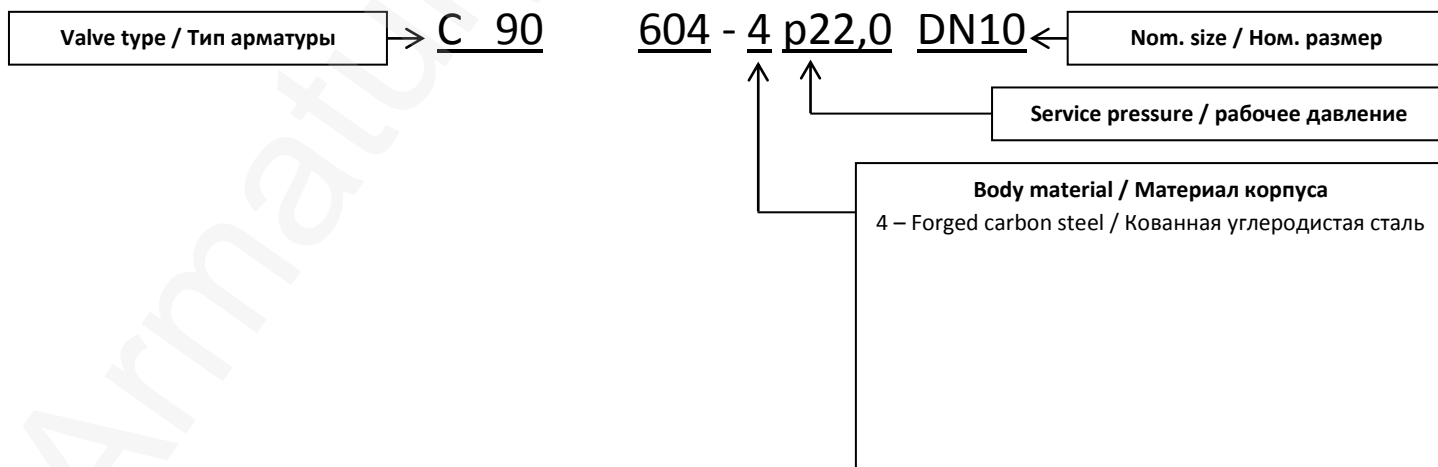 Valve type / Тип арматуры
C 90 604 - 4 p22,0 DN10
Nom. size / Ном. размер
Service pressure / рабочее давление
Body material / Материал корпуса
4 – Forged carbon steel / Кованная углеродистая сталь